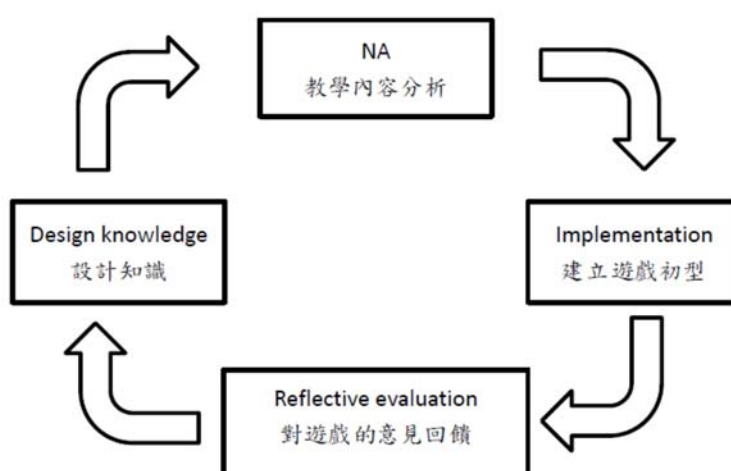 NA
教學內容分析
Implementation
建立遊戲初型
Reflective evaluation
對遊戲的意見回饋
Design knowledge
設計知識